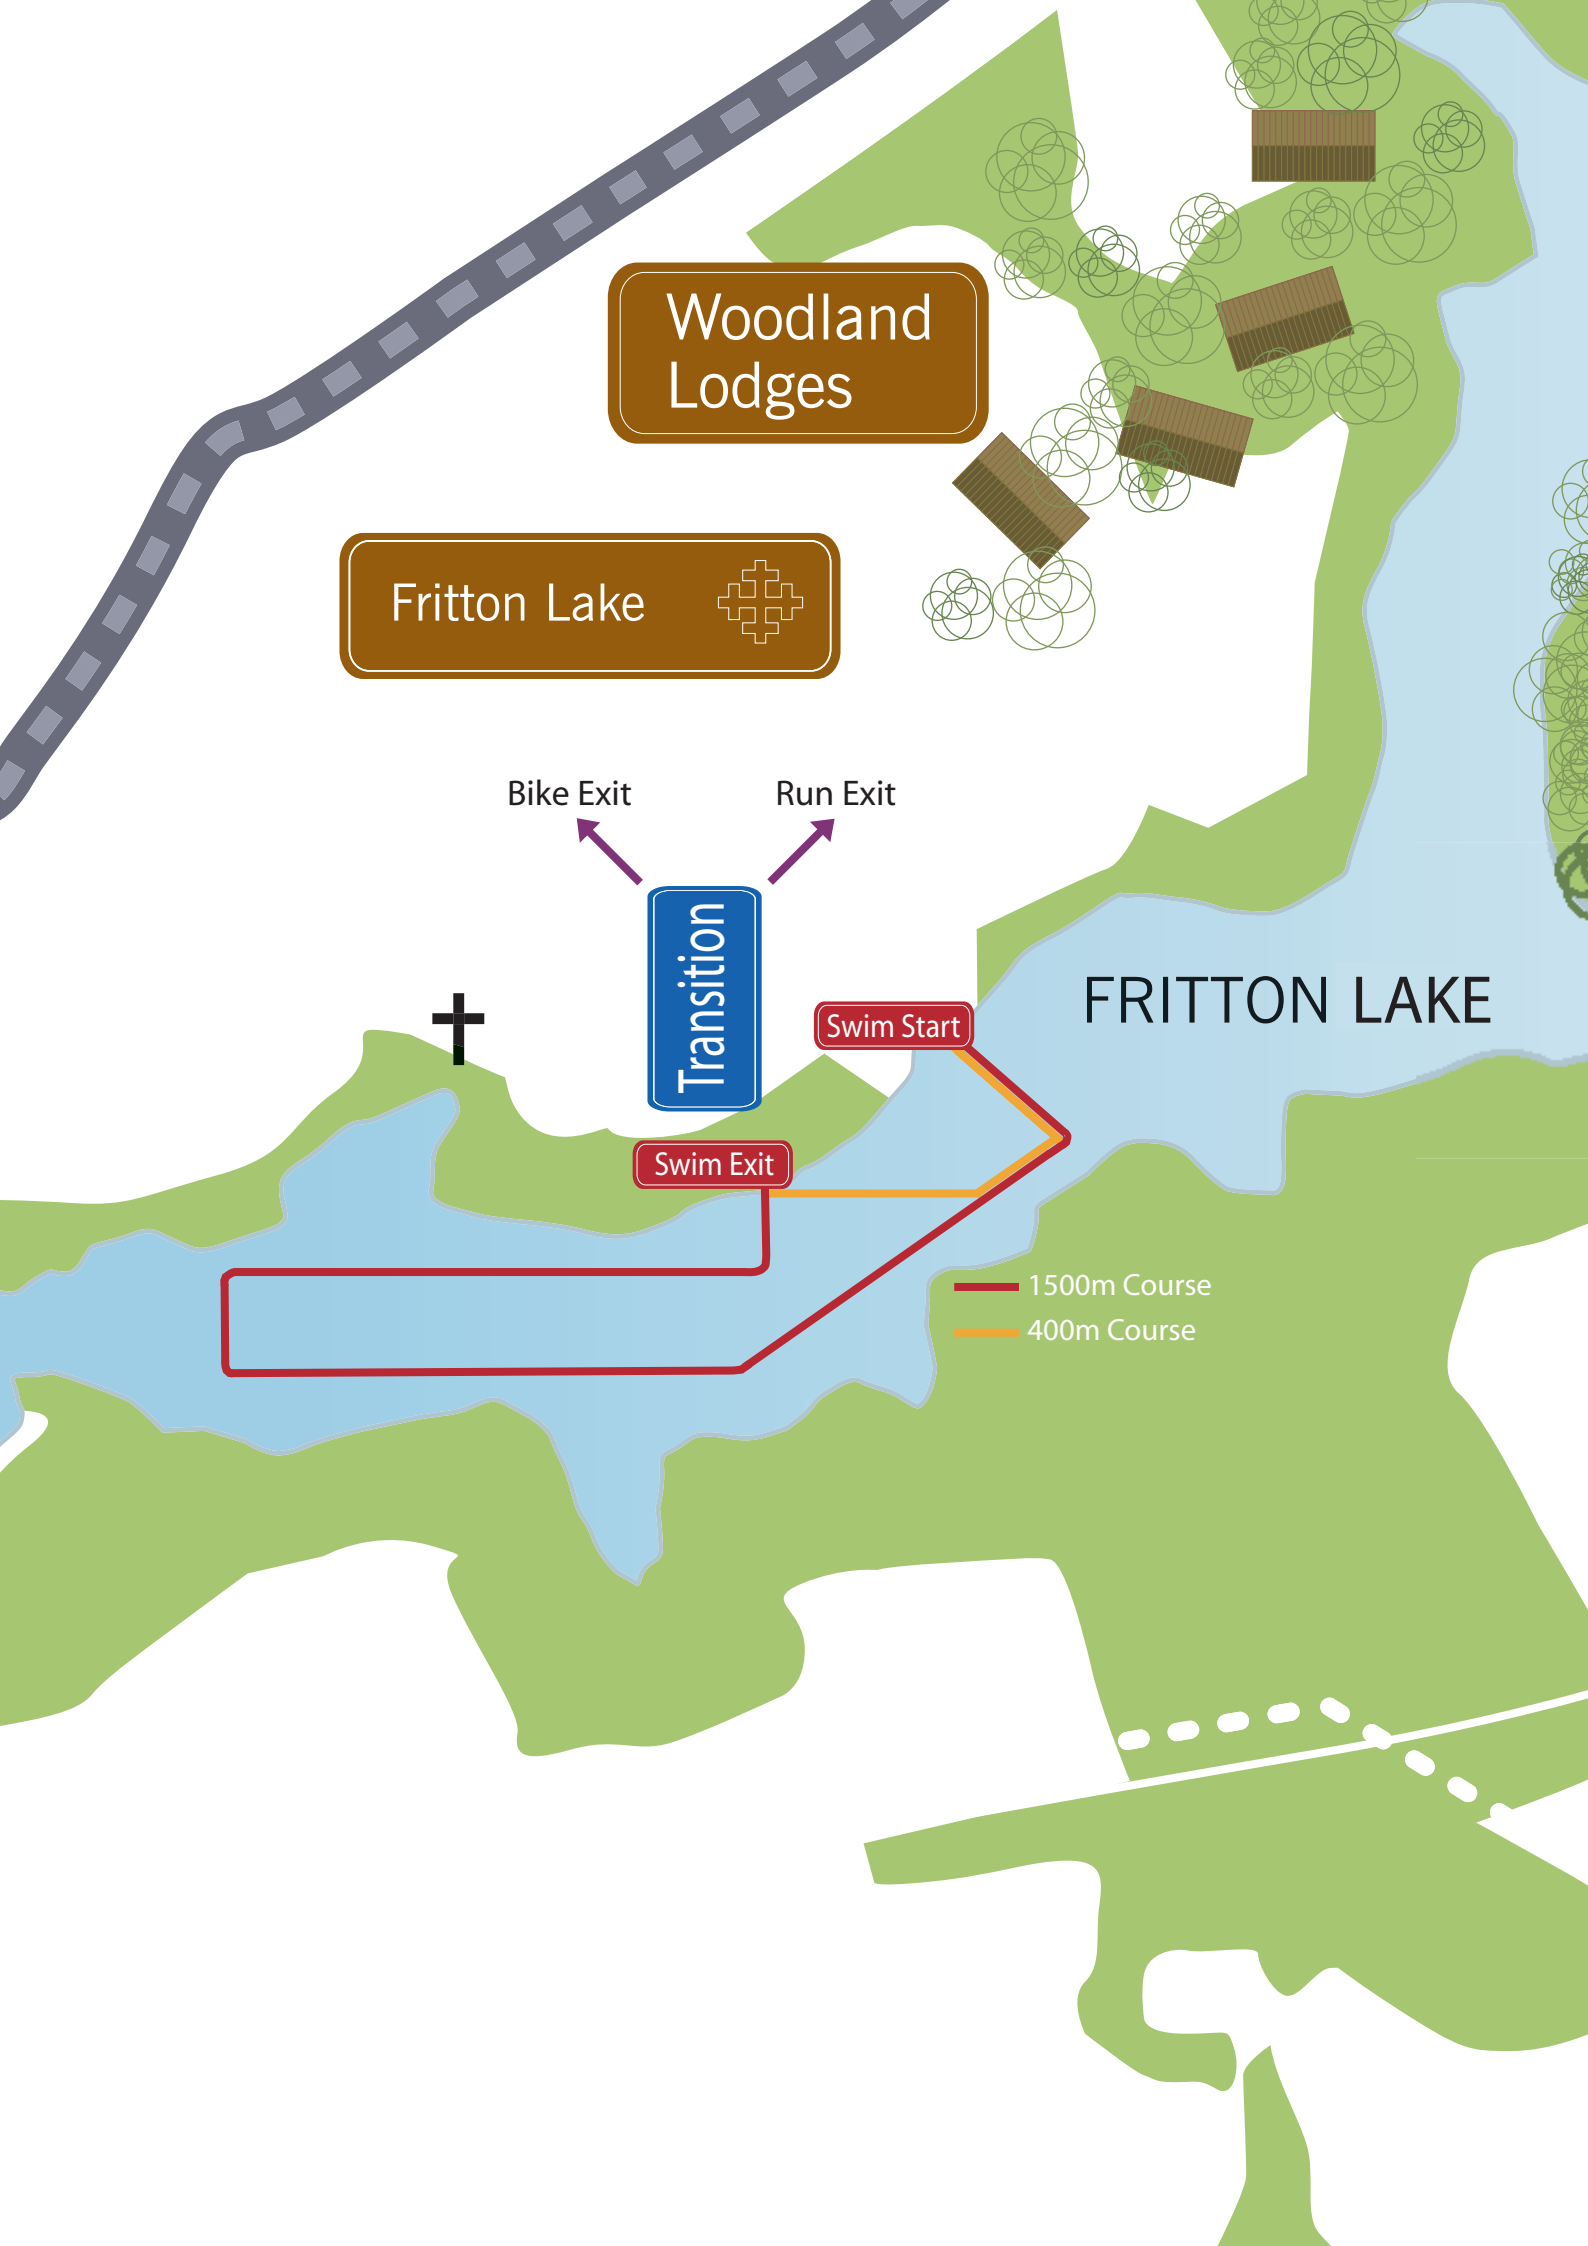 Woodland
Lodges
Fritton Lake
Bike Exit
Run Exit
Transition
FRITTON LAKE
Swim Start
Swim Exit
1500m Course
400m Course